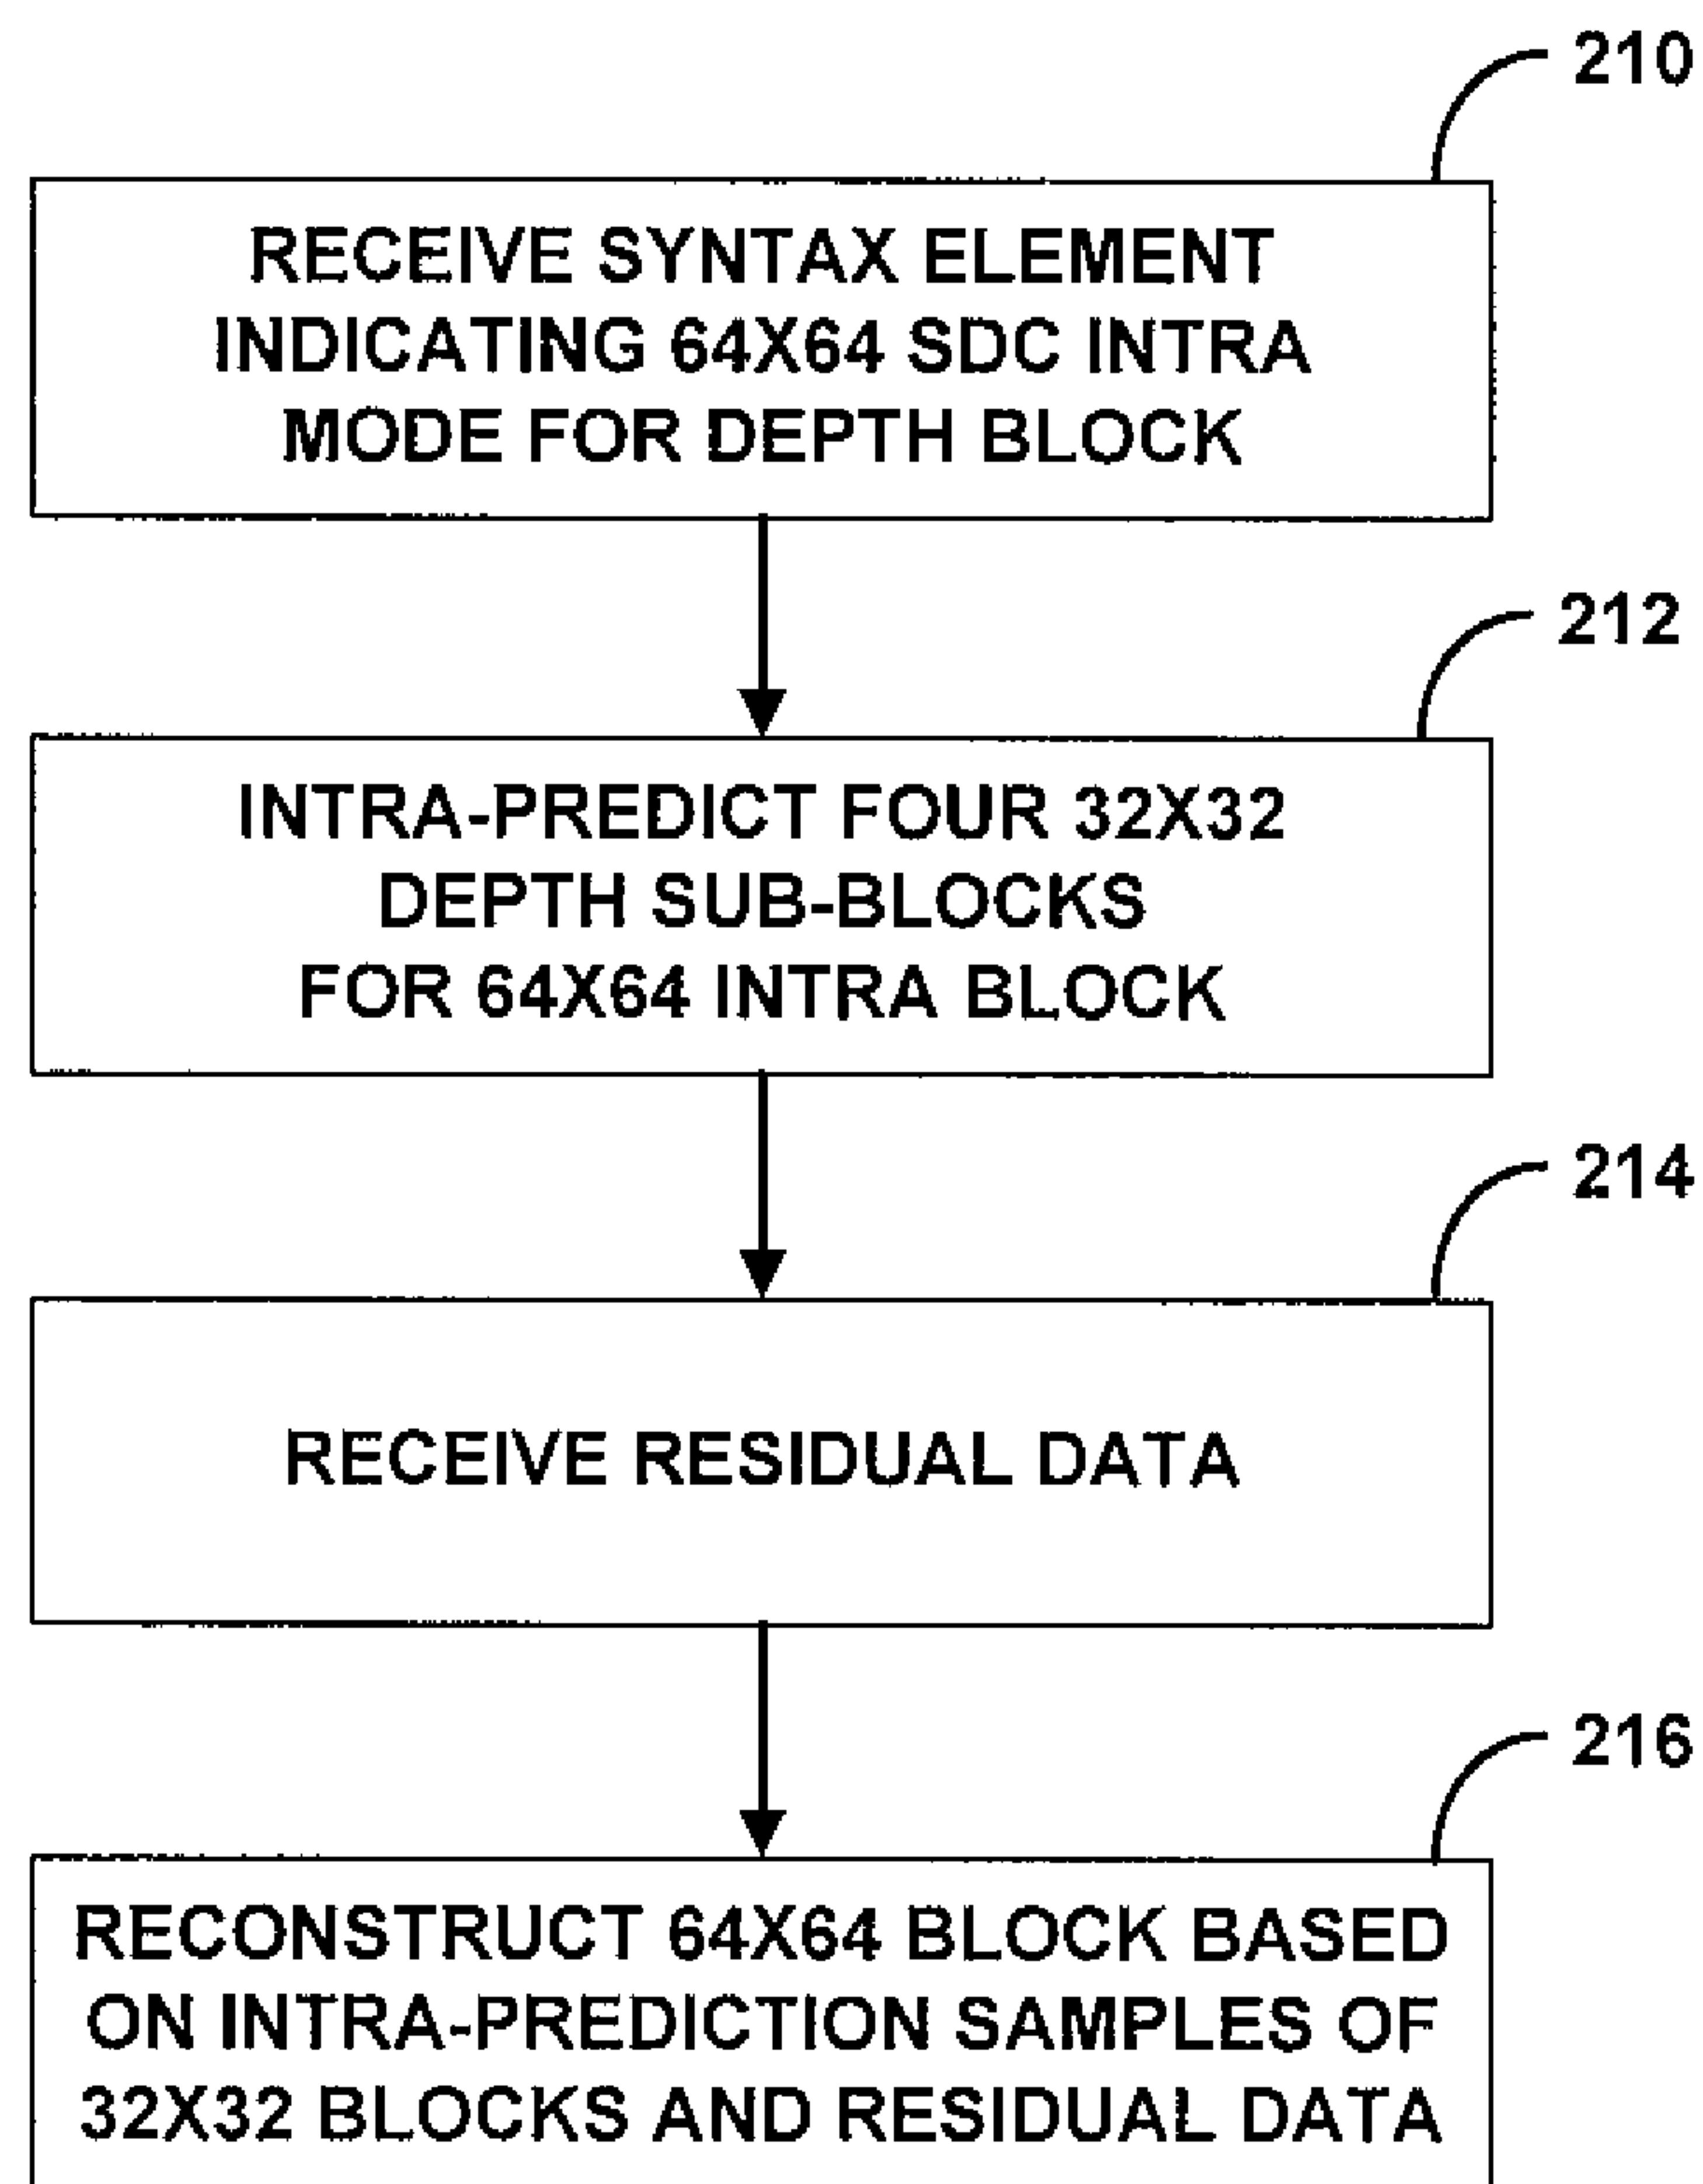 210
RECEIVE SYNTAX ELEMENT
INDICATING 64X64 SDC INTRA
MODE FOR DEPTH BLOCK
212
INTRA-PREDICT FOUR 32X32
DEPTH SUB-BLOCKS
FOR 64X64 INTRA BLOCK
214
RECEIVE RESIDUAL DATA
216
RECONSTRUCT 64X64 BLOCK BASED
ON INTRA-PREDICTION SAMPLES OF
32X32 BLOCKS AND RESIDUAL DATA